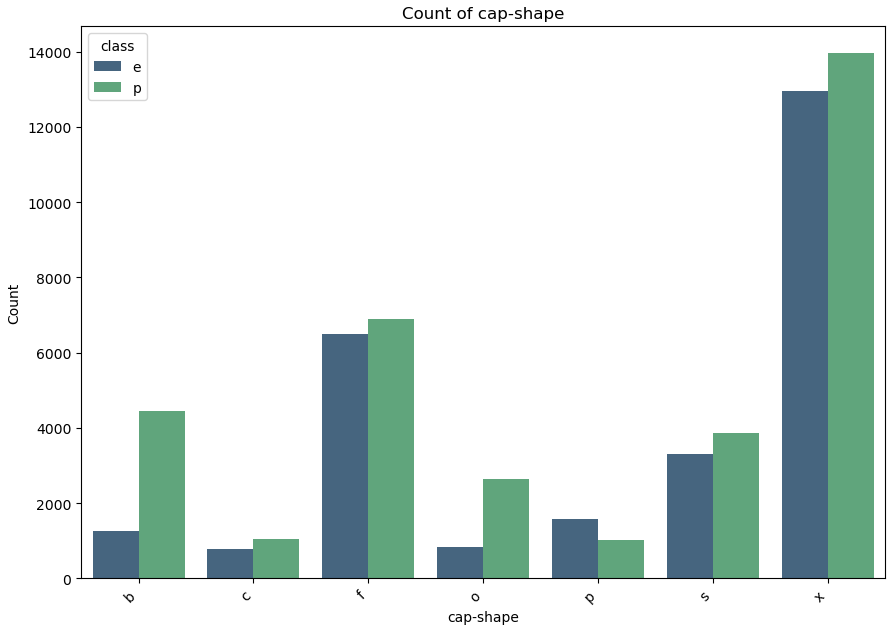 Count of cap-shape
class
e
p
14000
12000
10000
8000
6000
4000
2000
0
Count
b
c
f
o
p
s
x
cap-shape